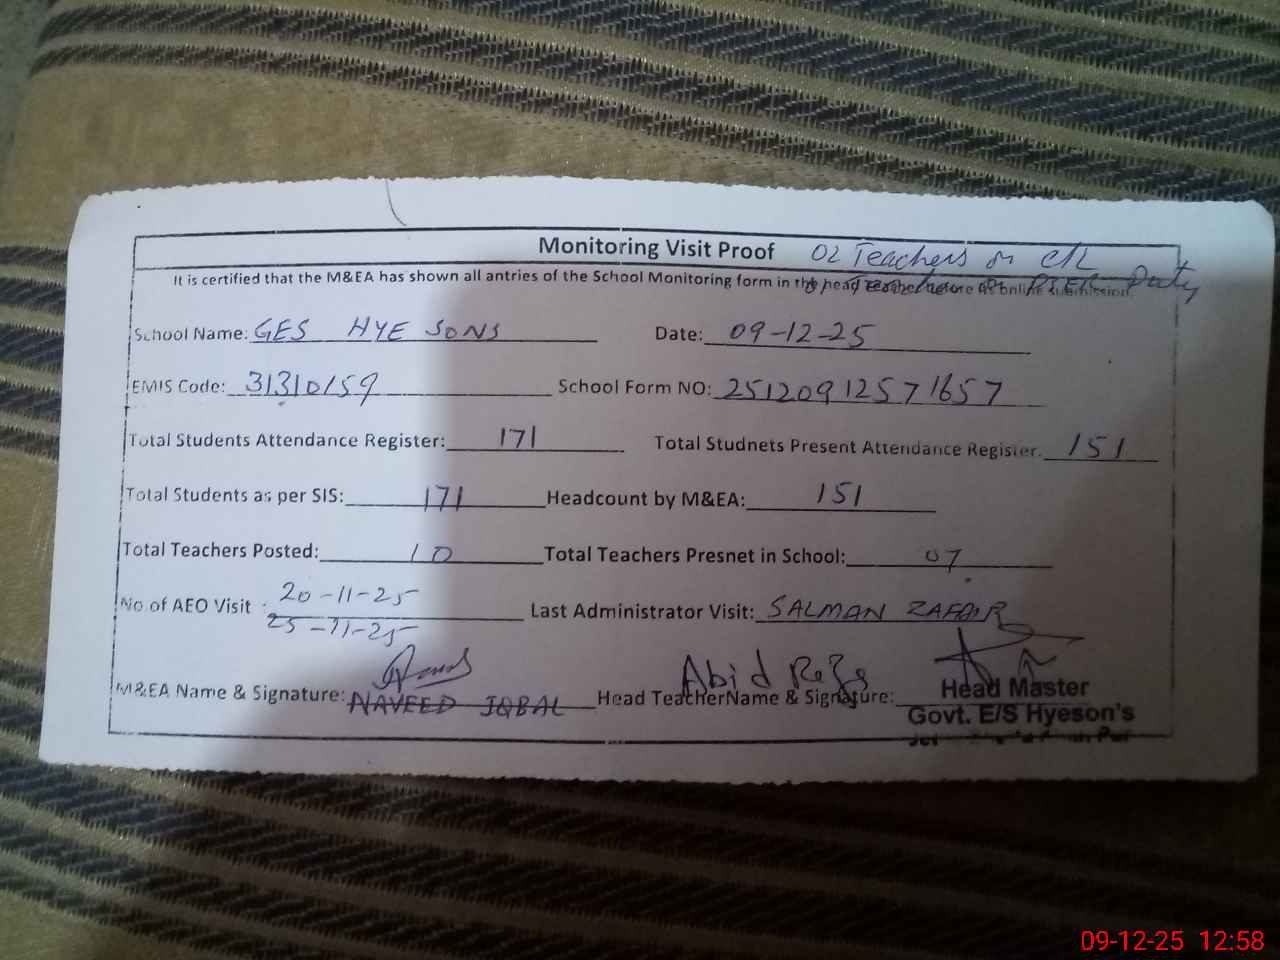 Monitoring Visit Proof 02 Teachers on C/L
It is certified that the M&EA has shown all antries of the School Monitoring form in the head before online submission. Duty
School Name: GES HYE SONS Date: 09-12-25
EMIS Code: 31310159 School Form NO: 25120912571657
Total Students Attendance Register: 171 Total Studnets Present Attendance Register. 151
Total Students as per SIS: 171 Headcount by M&EA: 151
Total Teachers Posted: 10 Total Teachers Presnet in School: 07
No of AEO Visit : 20-11-25
25-11-25
Last Administrator Visit: SALMAN ZAFAR
M&EA Name & Signature: NAVEED IQBAL Head TeacherName & Signature: Abid
Head Master
Govt. E/S Hyeson's
09-12-25 12:58